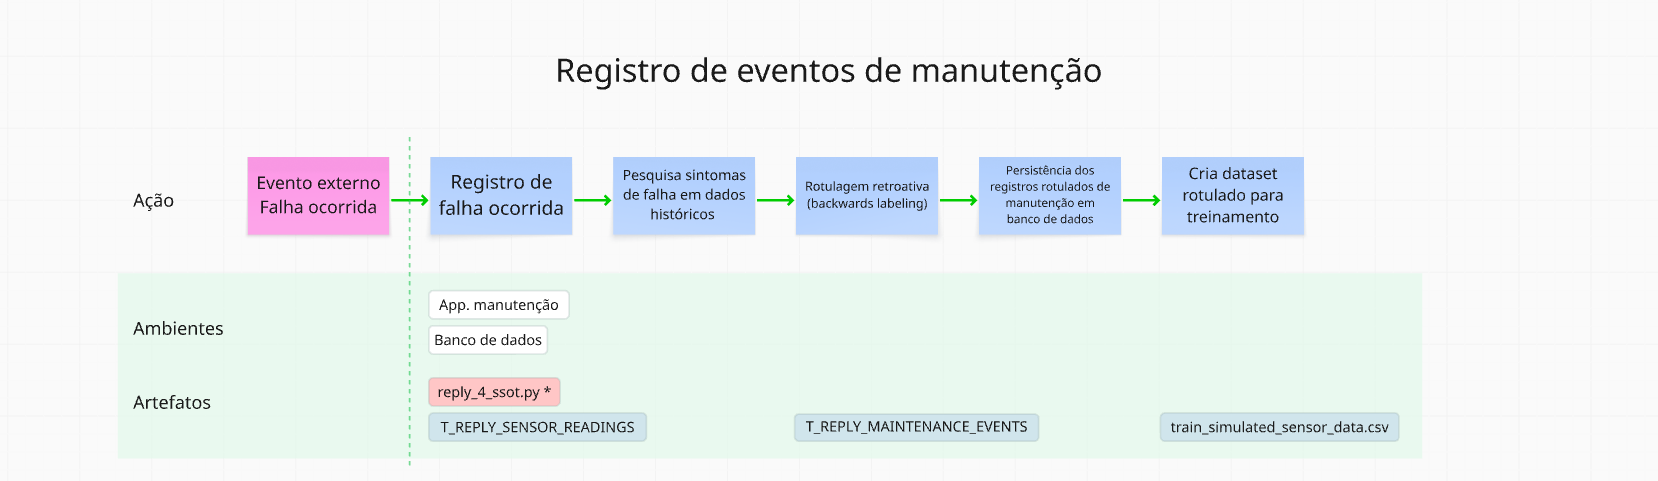 Registro de eventos de manutenção
Ação
Evento externo
Falha ocorrida
Registro de
falha ocorrida
Pesquisa sintomas
de falha em dados
históricos
Rotulagem retroativa
(backwards labeling)
Persistência dos
registros rotulados de
manutenção em
banco de dados
Cria dataset
rotulado para
treinamento
Ambientes
App. manutenção
Banco de dados
Artefatos
reply_4_ssot.py *
T_REPLY_SENSOR_READINGS
T_REPLY_MAINTENANCE_EVENTS
train_simulated_sensor_data.csv